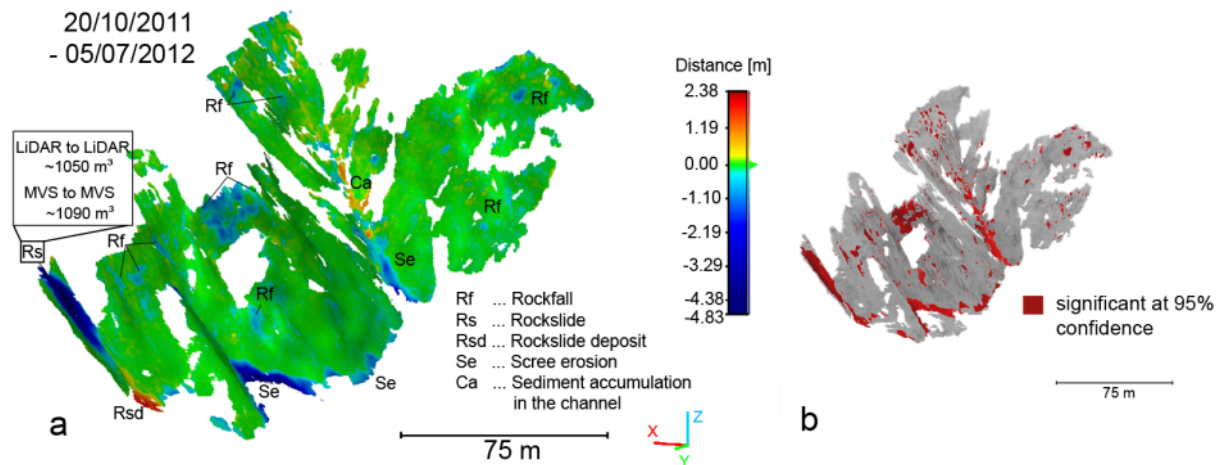 20/10/2011
- 05/07/2012
Rf
Rf
LiDAR to LiDAR
~1050 m³
MVS to MVS
~1090 m³
Rf
Ca
Rf
Rf
Rs
Se
Rf
Rsd
Se
Se
Rf ... Rockfall
Rs ... Rockslide
Rsd ... Rockslide deposit
Se ... Scree erosion
Ca ... Sediment accumulation
in the channel
a
75 m
X
Y
Z
Distance [m]
2.38
1.19
0.00
-1.10
-2.19
-3.29
-4.38
-4.83
significant at 95%
confidence
75 m
b